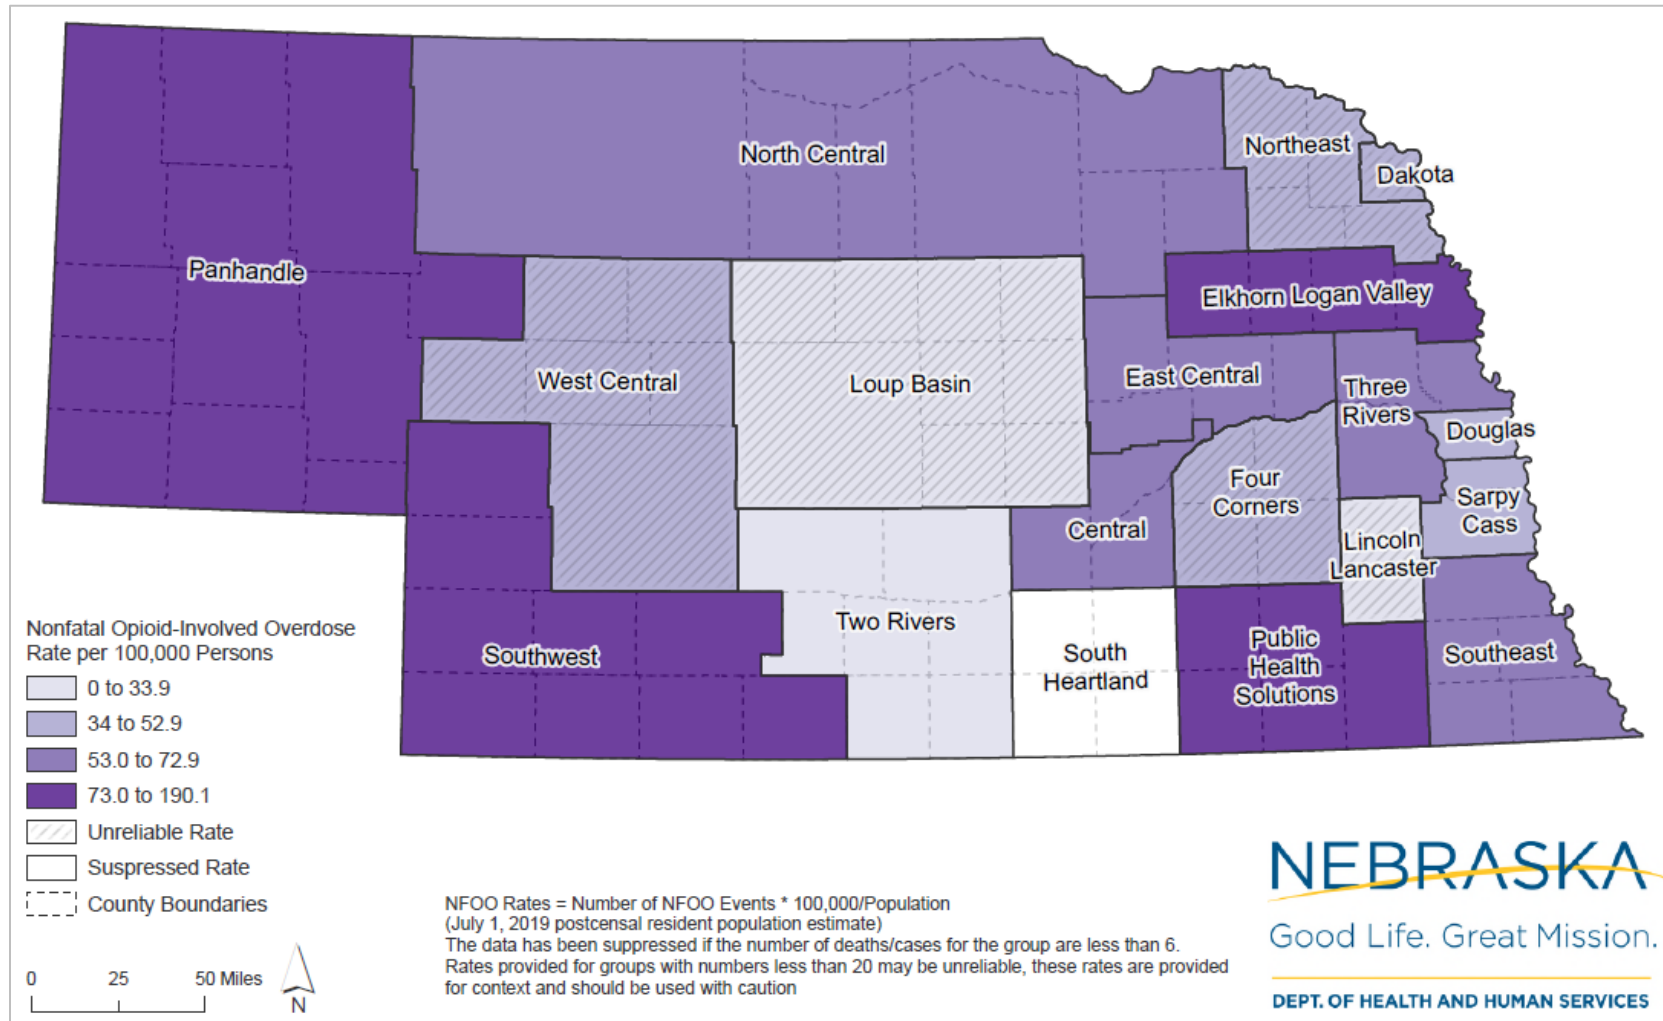 North Central
Northeast
Dakota
Panhandle
Elkhorn Logan Valley
West Central
Loup Basin
East Central
Three
Rivers
Douglas
Four
Corners
Sarpy
Cass
Central
Lincoln
Lancaster
Two Rivers
Southwest
South
Heartland
Public
Health
Solutions
Southeast
Nonfatal Opioid-Involved Overdose
Rate per 100,000 Persons
0 to 33.9
34 to 52.9
53.0 to 72.9
73.0 to 190.1
Unreliable Rate
Suspressed Rate
County Boundaries
0 25 50 Miles
N
NFOO Rates = Number of NFOO Events * 100,000/Population
(July 1, 2019 postcensal resident population estimate)
The data has been suppressed if the number of deaths/cases for the group are less than 6.
Rates provided for groups with numbers less than 20 may be unreliable, these rates are provided
for context and should be used with caution
NEBRASKA
Good Life. Great Mission.
DEPT. OF HEALTH AND HUMAN SERVICES